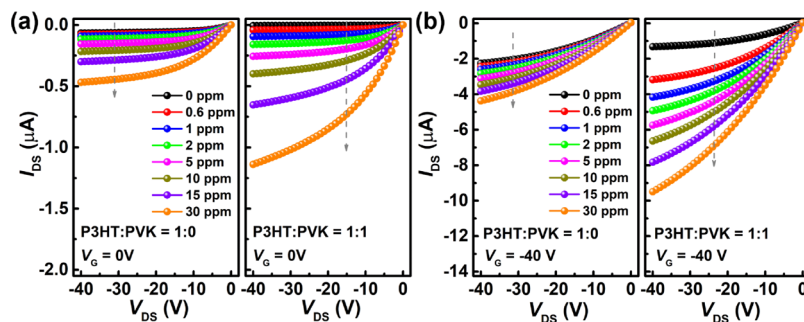 (a)
0.0
-0.5
-1.0
-1.5
-2.0
I_DS (μA)
0 ppm
0.6 ppm
1 ppm
2 ppm
5 ppm
10 ppm
15 ppm
30 ppm
P3HT:PVK = 1:0
V_G = 0V
P3HT:PVK = 1:1
V_G = 0V
-40 -30 -20 -10 0
-40 -30 -20 -10 0
V_DS (V)
V_DS (V)
(b)
0
-2
-4
-6
-8
-10
-12
-14
I_DS (μA)
0 ppm
0.6 ppm
1 ppm
2 ppm
5 ppm
10 ppm
15 ppm
30 ppm
P3HT:PVK = 1:0
V_G = -40 V
P3HT:PVK = 1:1
V_G = -40 V
-40 -30 -20 -10 0
-40 -30 -20 -10 0
V_DS (V)
V_DS (V)